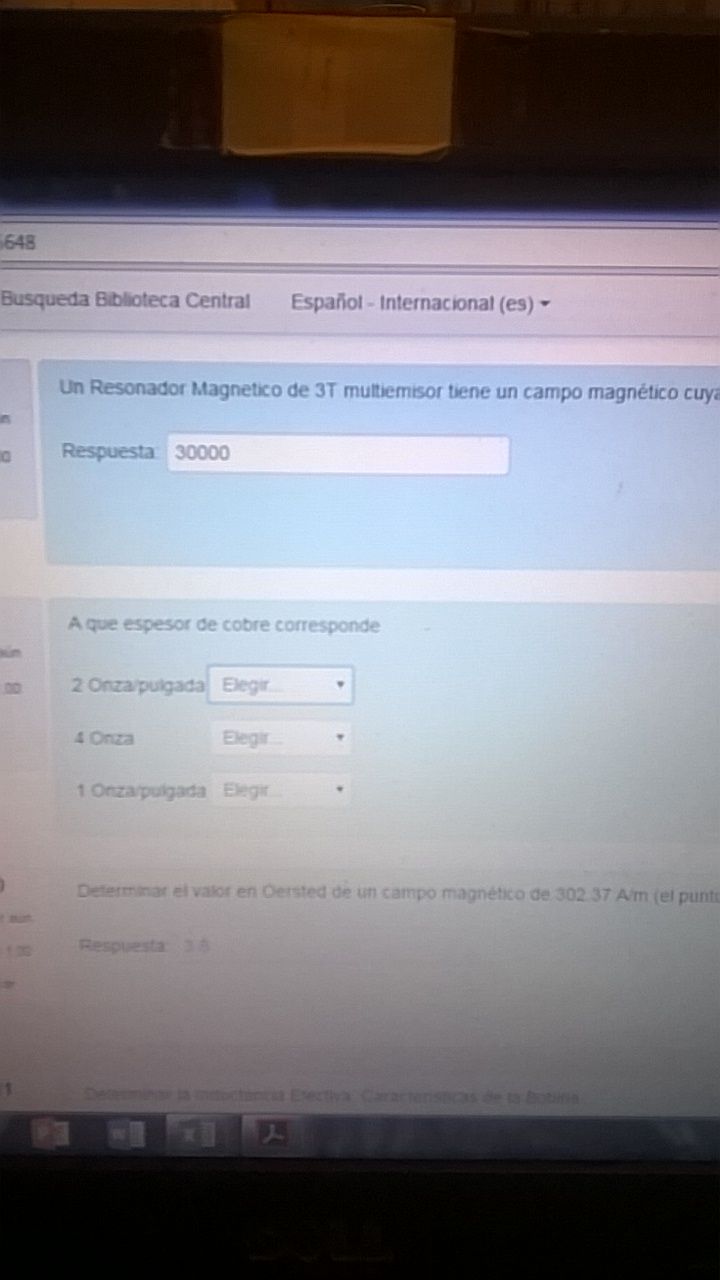 648
Busqueda Biblioteca Central Español - Internacional (es)
Un Resonador Magnetico de 3T multiemisor tiene un campo magnético cuya
Respuesta: 30000
A que espesor de cobre corresponde
2 Onza/pulgada Elegir...
4 Onza Elegir...
1 Onza/pulgada Elegir...
Determinar el valor en Oersted de un campo magnético de 302.37 A/m (el punto
Respuesta: 3.8
Determinar la Inductancia Efectiva. Características de la Bobina